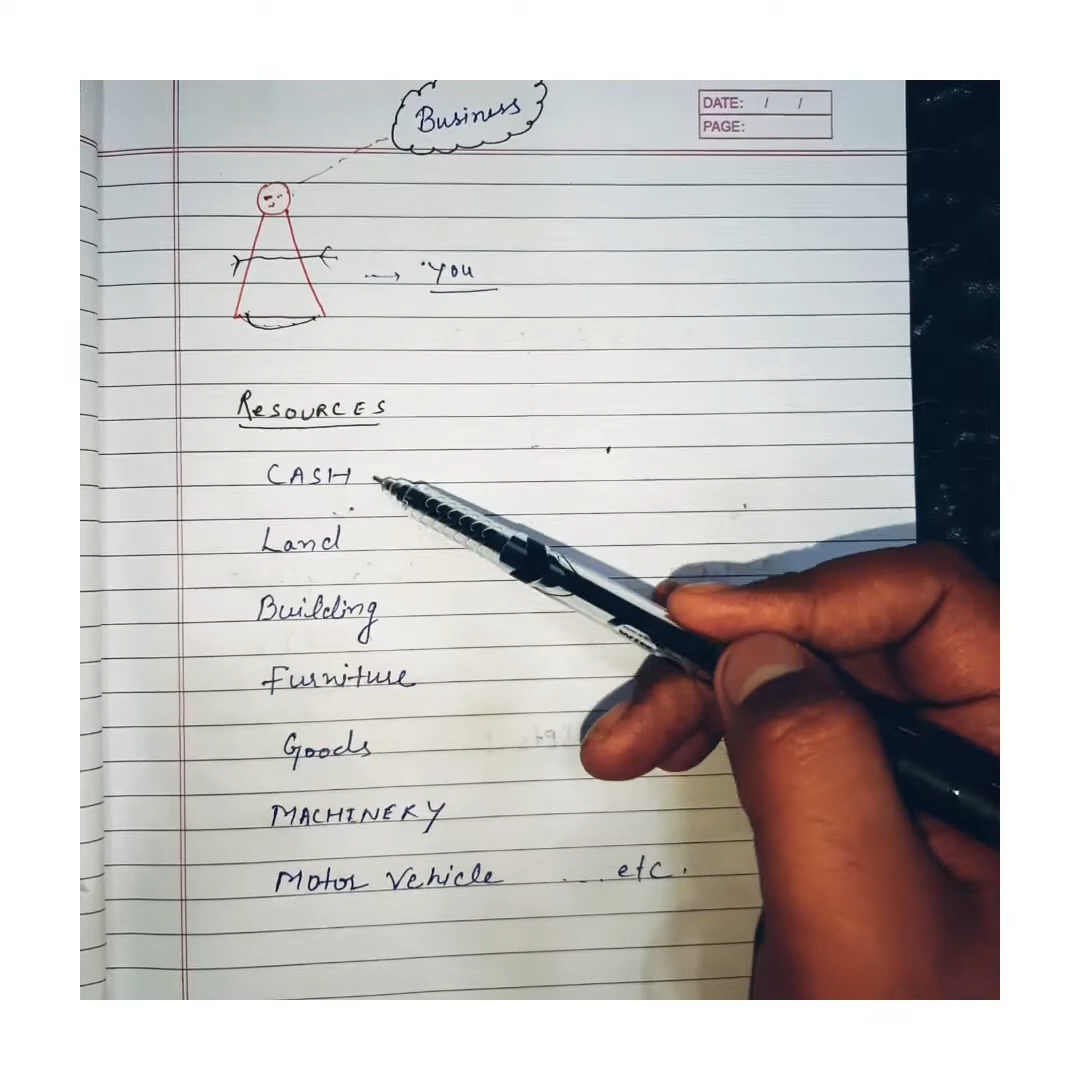 Business
DATE: / /
PAGE:
→ You
RESOURCES
CASH
Land
Building
Furniture
Goods
MACHINERY
Motor Vehicle ... etc.